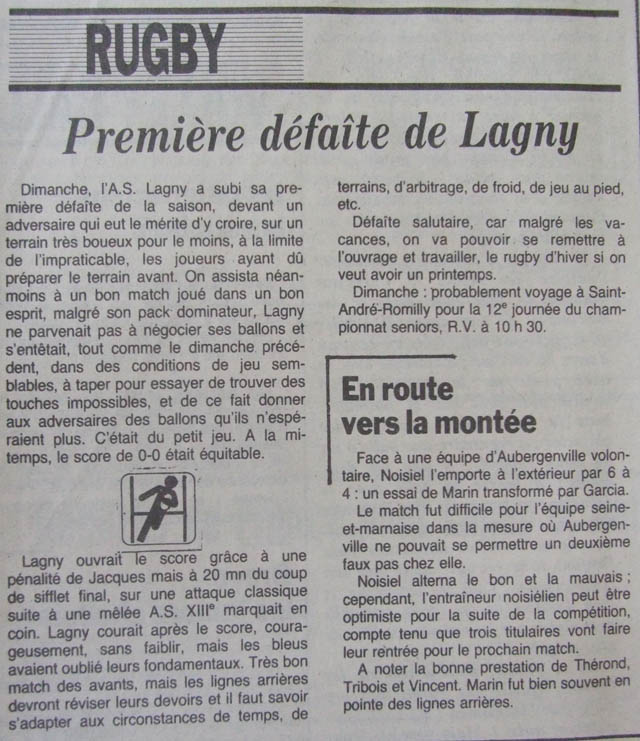 RUGBY
Première défaîte de Lagny
Dimanche, l'A.S. Lagny a subi sa pre-
mière défaîte de la saison, devant un
adversaire qui eut le mérite d'y croire, sur un
terrain très boueux pour le moins, à la limite
de l'impraticable, les joueurs ayant dû
préparer le terrain avant. On assista néan-
moins à un bon match joué dans un bon
esprit, malgré son pack dominateur, Lagny
ne parvenait pas à négocier ses ballons et
s'entêtait, tout comme le dimanche précé-
dent, dans des conditions de jeu sem-
blables, à taper pour essayer de trouver des
touches impossibles, et de ce fait donner
aux adversaires des ballons qu'ils n'espé-
raient plus. C'était du petit jeu. A la mi-
temps, le score de 0-0 était équitable.
Lagny ouvrait le score grâce à une
pénalité de Jacques mais à 20 mn du coup
de sifflet final, sur une attaque classique
suite à une mêlée A.S. XIIIe marquait en
coin. Lagny courait après le score, coura-
geusement, sans faiblir, mais les bleus
avaient oublié leurs fondamentaux. Très bon
match des avants, mais les lignes arrières
devront réviser leurs devoirs et il faut savoir
s'adapter aux circonstances de temps, de
terrains, d'arbitrage, de froid, de jeu au pied,
etc.
Défaîte salutaire, car malgré les va-
cances, on va pouvoir se remettre à
l'ouvrage et travailler, le rugby d'hiver si on
veut avoir un printemps.
Dimanche : probablement voyage à Saint-
André-Romilly pour la 12e journée du cham-
pionnat seniors, R.V. à 10 h 30.
En route
vers la montée
Face à une équipe d'Aubergenville volon-
taire, Noisiel l'emporte à l'extérieur par 6 à
4 : un essai de Marin transformé par Garcia.
Le match fut difficile pour l'équipe seine-
et-marnaise dans la mesure où Aubergen-
ville ne pouvait se permettre un deuxième
faux pas chez elle.
Noisiel alterna le bon et la mauvais ;
cependant, l'entraîneur noisiélien peut être
optimiste pour la suite de la compétition,
compte tenu que trois titulaires vont faire
leur rentrée pour le prochain match.
A noter la bonne prestation de Thérond,
Tribois et Vincent. Marin fut bien souvent en
pointe des lignes arrières.